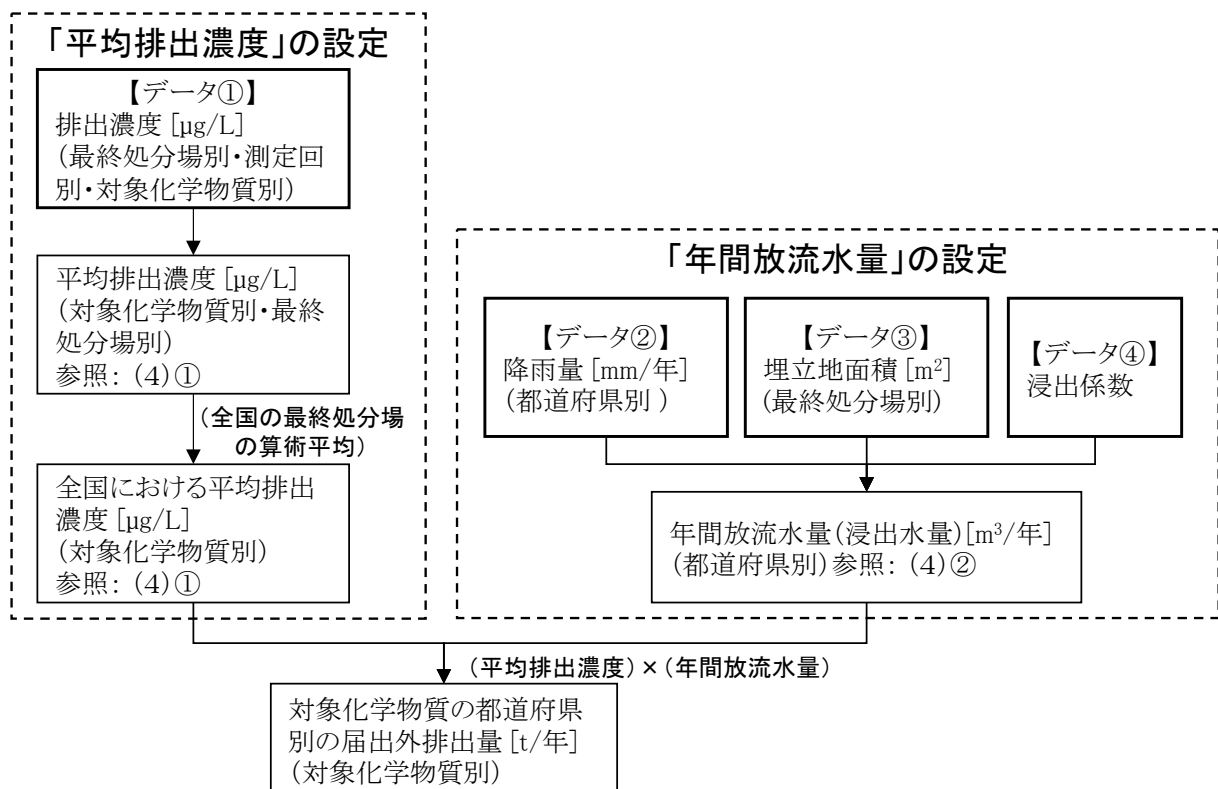 「平均排出濃度」の設定
【データ①】
排出濃度［µg/L］
（最終処分場別・測定回
別・対象化学物質別）
平均排出濃度［µg/L］
（対象化学物質別・最終
処分場別）
参照：（4）①
（全国の最終処分場
の算術平均）
全国における平均排出
濃度［µg/L］
（対象化学物質別）
参照：（4）①
「年間放流水量」の設定
【データ②】
降雨量［mm/年］
（都道府県別）
【データ③】
埋立地面積［m²］
（最終処分場別）
【データ④】
浸出係数
年間放流水量（浸出水量）［m³/年］
（都道府県別）参照：（4）②
（平均排出濃度）×（年間放流水量）
対象化学物質の都道府県
別の届出外排出量［t/年］
（対象化学物質別）